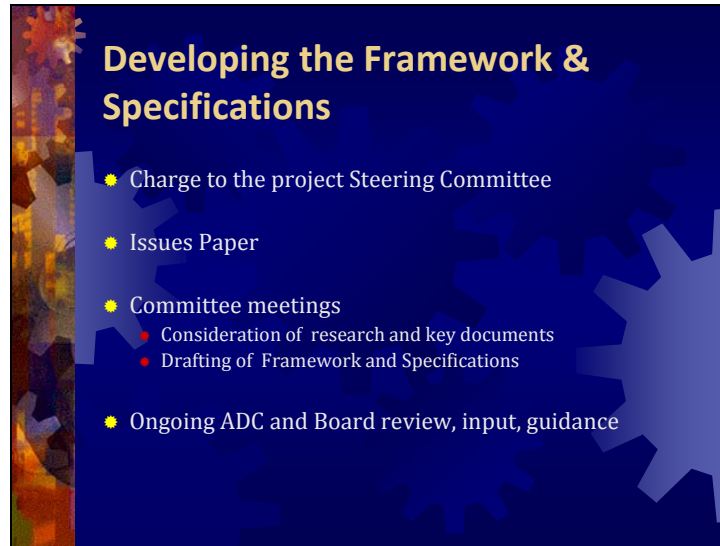 Developing the Framework &
Specifications
Charge to the project Steering Committee
Issues Paper
Committee meetings
Consideration of research and key documents
Drafting of Framework and Specifications
Ongoing ADC and Board review, input, guidance